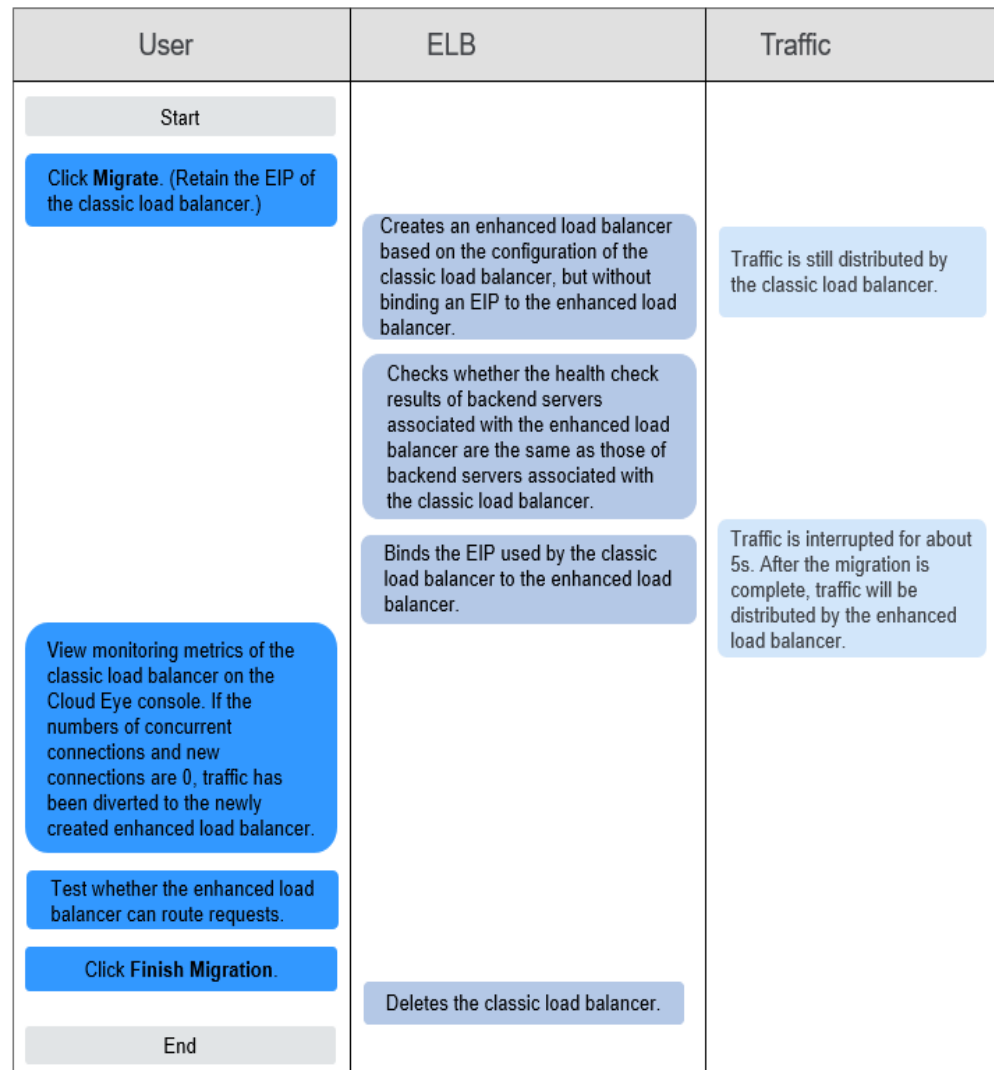 User
ELB
Traffic
Start
Click Migrate. (Retain the EIP of
the classic load balancer.)
Creates an enhanced load balancer
based on the configuration of the
classic load balancer, but without
binding an EIP to the enhanced load
balancer.
Traffic is still distributed by
the classic load balancer.
Checks whether the health check
results of backend servers
associated with the enhanced load
balancer are the same as those of
backend servers associated with
the classic load balancer.
Binds the EIP used by the classic
load balancer to the enhanced load
balancer.
Traffic is interrupted for about
5s. After the migration is
complete, traffic will be
distributed by the enhanced
load balancer.
View monitoring metrics of the
classic load balancer on the
Cloud Eye console. If the
numbers of concurrent
connections and new
connections are 0, traffic has
been diverted to the newly
created enhanced load balancer.
Test whether the enhanced load
balancer can route requests.
Click Finish Migration.
Deletes the classic load balancer.
End